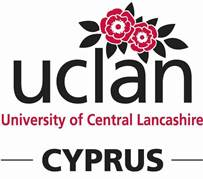 uclan
University of Central Lancashire
CYPRUS